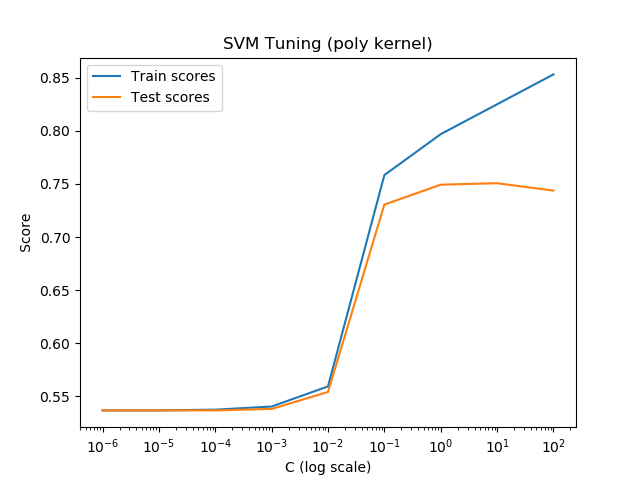 SVM Tuning (poly kernel)
Train scores
Test scores
0.85
0.80
0.75
0.70
0.65
0.60
0.55
Score
10⁻⁶ 10⁻⁵ 10⁻⁴ 10⁻³ 10⁻² 10⁻¹ 10⁰ 10¹ 10²
C (log scale)